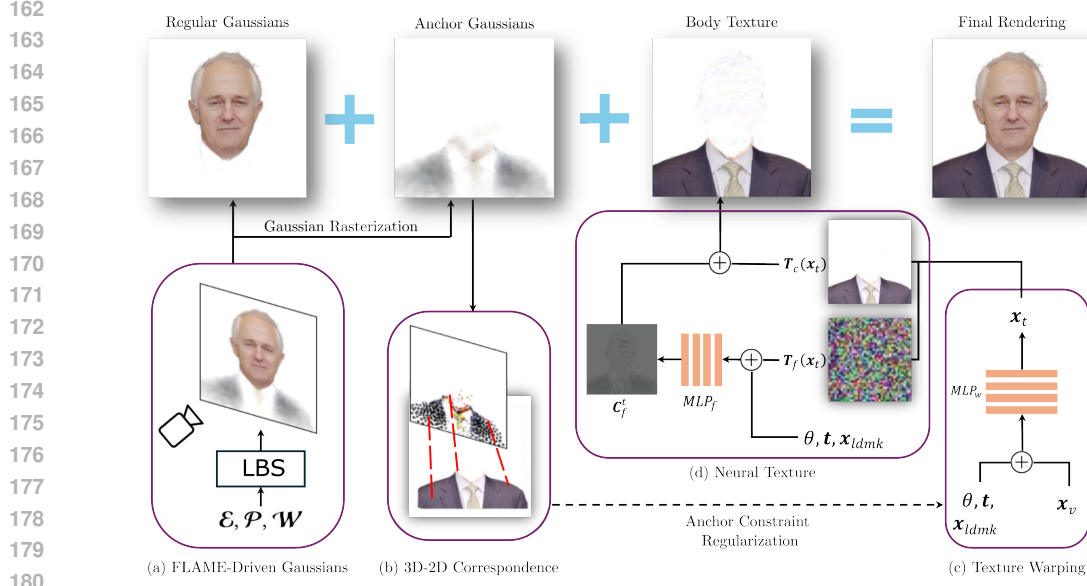 162
163
164
165
166
167
168
169
170
171
172
173
174
175
176
177
178
179
180
Regular Gaussians
Anchor Gaussians
Body Texture
Final Rendering
Gaussian Rasterization
LBS
ℰ, 𝒫, 𝒲
(a) FLAME-Driven Gaussians
(b) 3D-2D Correspondence
T_c(x_t)
T_f(x_t)
C_f^t
MLP_f
θ, t, x_ldmk
(d) Neural Texture
Anchor Constraint
Regularization
x_t
MLP_w
θ, t,
x_ldmk
x_v
(c) Texture Warping